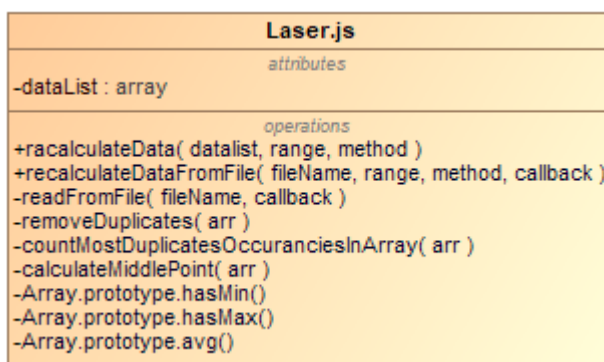 Laser.js
attributes
-dataList : array
operations
+racalculateData( datalist, range, method )
+recalculateDataFromFile( fileName, range, method, callback )
-readFromFile( fileName, callback )
-removeDuplicates( arr )
-countMostDuplicatesOccuranciesInArray( arr )
-calculateMiddlePoint( arr )
-Array.prototype.hasMin()
-Array.prototype.hasMax()
-Array.prototype.avg()